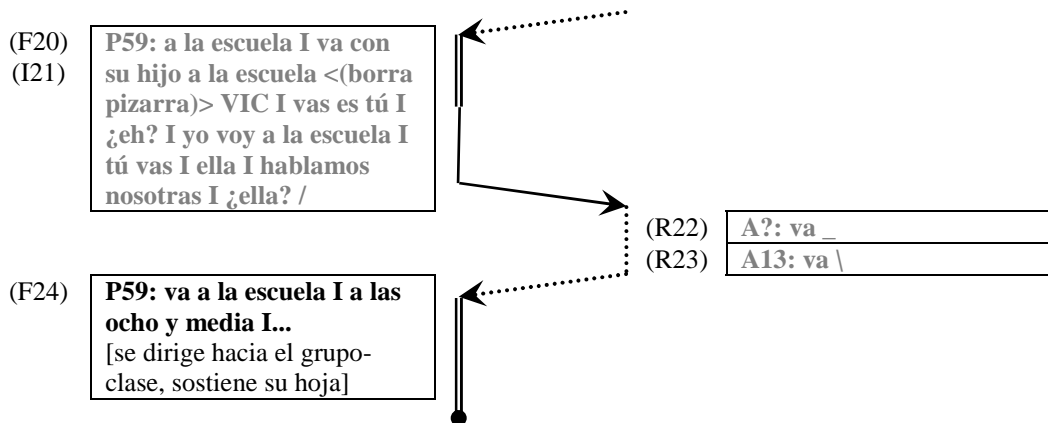 (F20) P59: a la escuela I va con
(I21) su hijo a la escuela <(borra
pizarra)> VIC I vas es tú I
¿eh? I yo voy a la escuela I
tú vas I ella I hablamos
nosotras I ¿ella? /
(R22) A?: va _
(R23) A13: va \
(F24) P59: va a la escuela I a las
ocho y media I...
[se dirige hacia el grupo-
clase, sostiene su hoja]